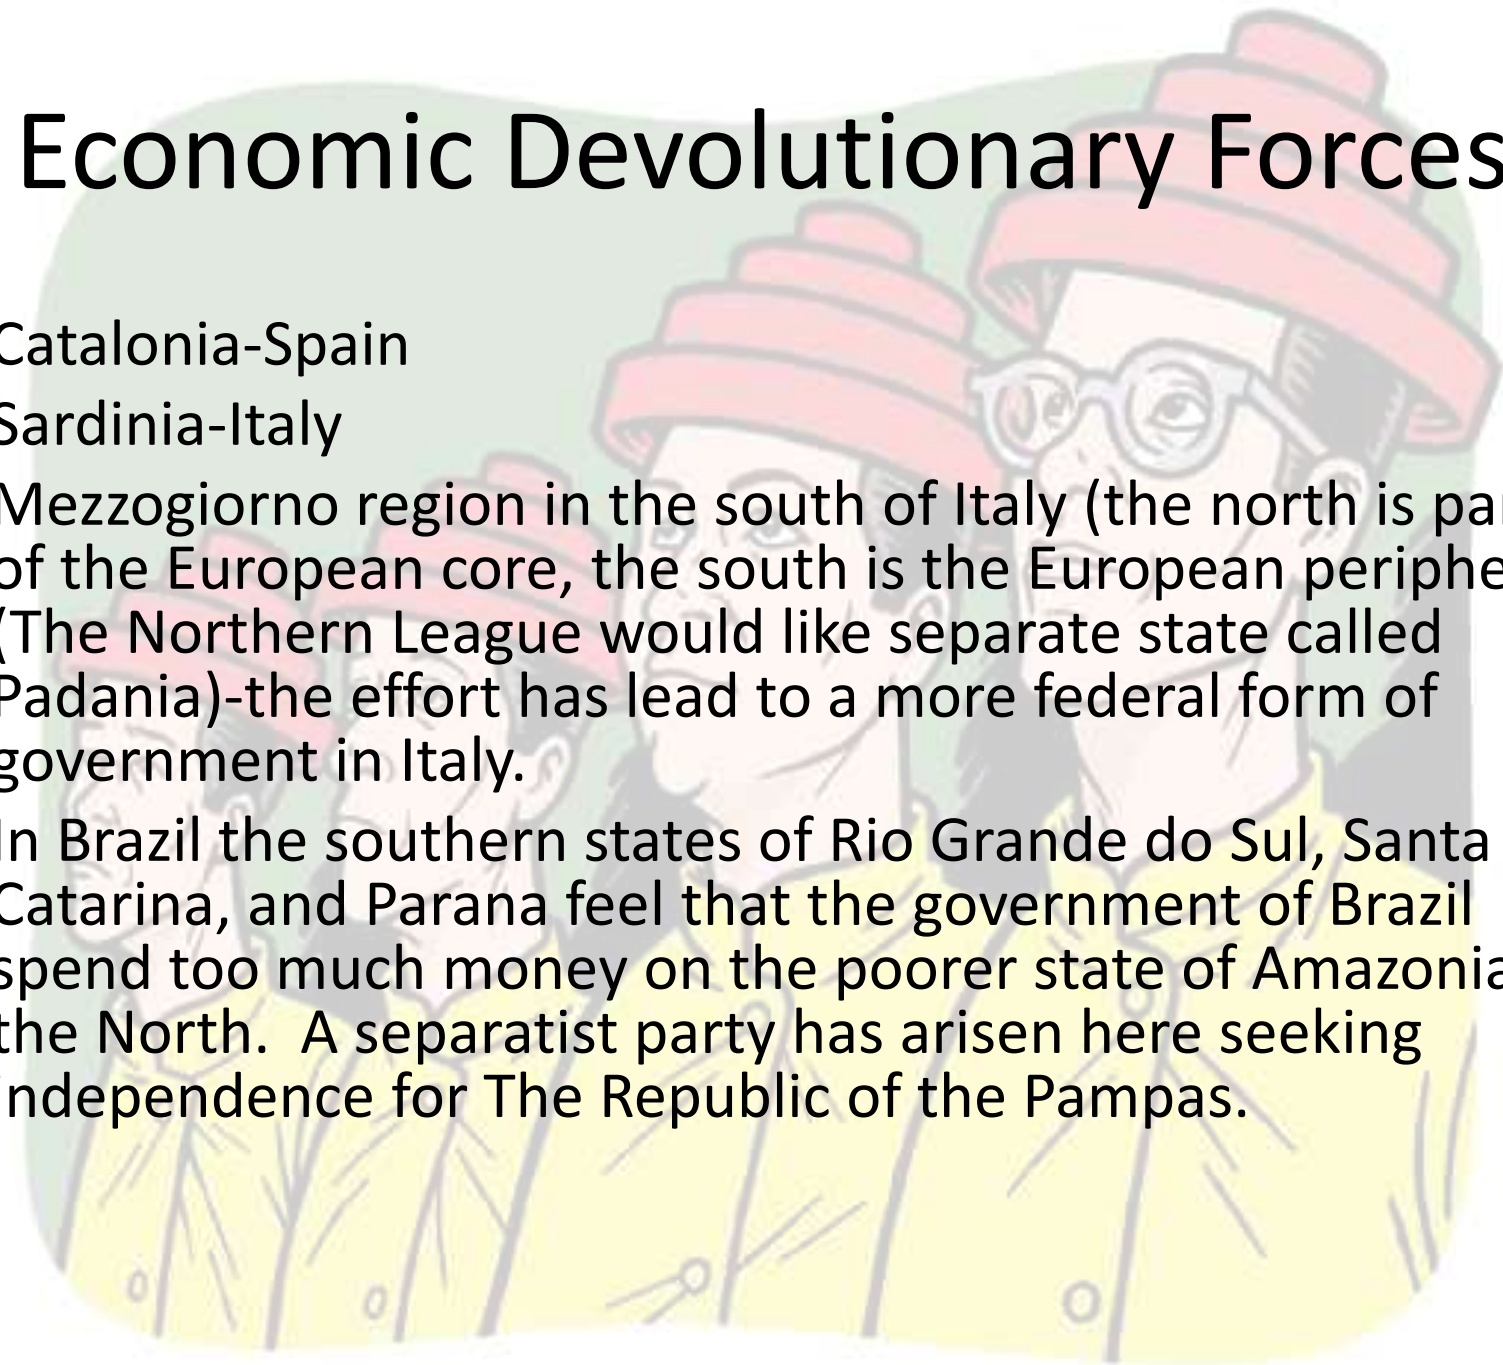 Economic Devolutionary Forces
Catalonia-Spain
Sardinia-Italy
Mezzogiorno region in the south of Italy (the north is par
of the European core, the south is the European periphe
(The Northern League would like separate state called
Padania)-the effort has lead to a more federal form of
government in Italy.
In Brazil the southern states of Rio Grande do Sul, Santa
Catarina, and Parana feel that the government of Brazil
spend too much money on the poorer state of Amazonia
the North.  A separatist party has arisen here seeking
independence for The Republic of the Pampas.